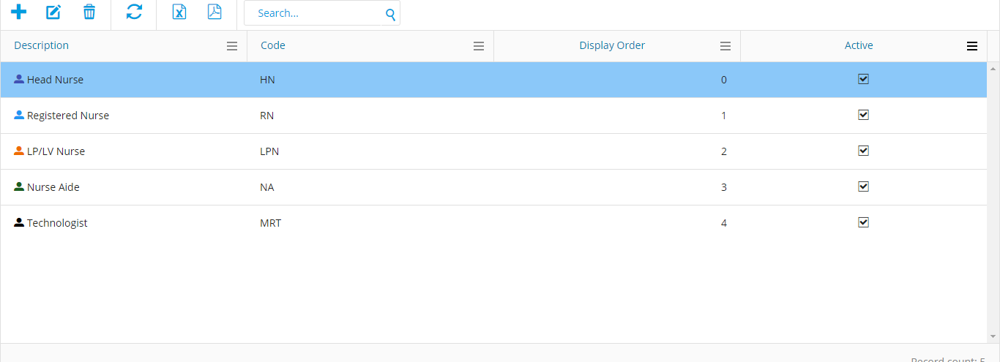 Search...
Description Code Display Order Active
Head Nurse HN 0
Registered Nurse RN 1
LP/LV Nurse LPN 2
Nurse Aide NA 3
Technologist MRT 4
Record count: 5